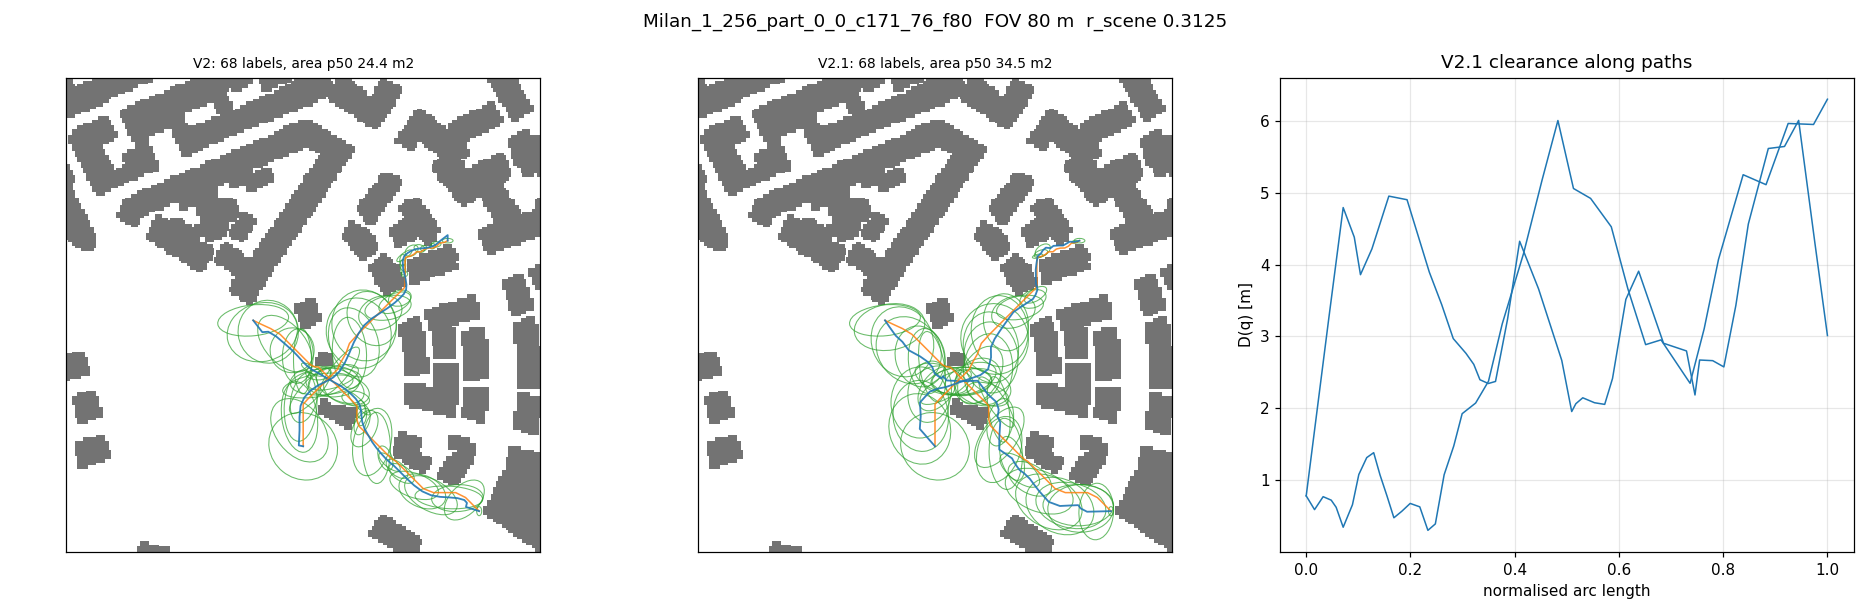 Milan_1_256_part_0_0_c171_76_f80  FOV 80 m  r_scene 0.3125
V2: 68 labels, area p50 24.4 m2
V2.1: 68 labels, area p50 34.5 m2
V2.1 clearance along paths
D(q) [m]
6
5
4
3
2
1
0.0
0.2
0.4
0.6
0.8
1.0
normalised arc length